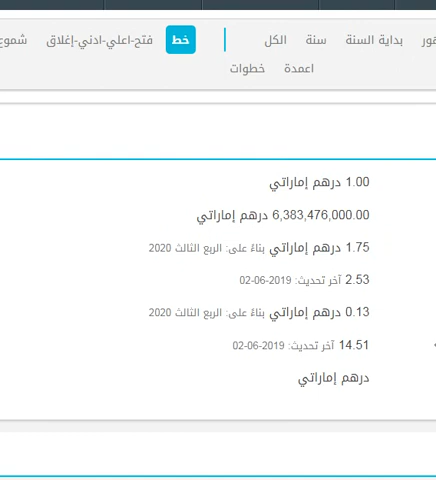 بداية السنة سنة الكل خط فتح-اعلي-ادني-إغلاق
اعمدة خطوات
1.00 درهم إماراتي
6,383,476,000.00 درهم إماراتي
1.75 درهم إماراتي بناءً على: الربع الثالث 2020
2.53 آخر تحديث: 2019-06-02
0.13 درهم إماراتي بناءً على: الربع الثالث 2020
14.51 آخر تحديث: 2019-06-02
درهم إماراتي